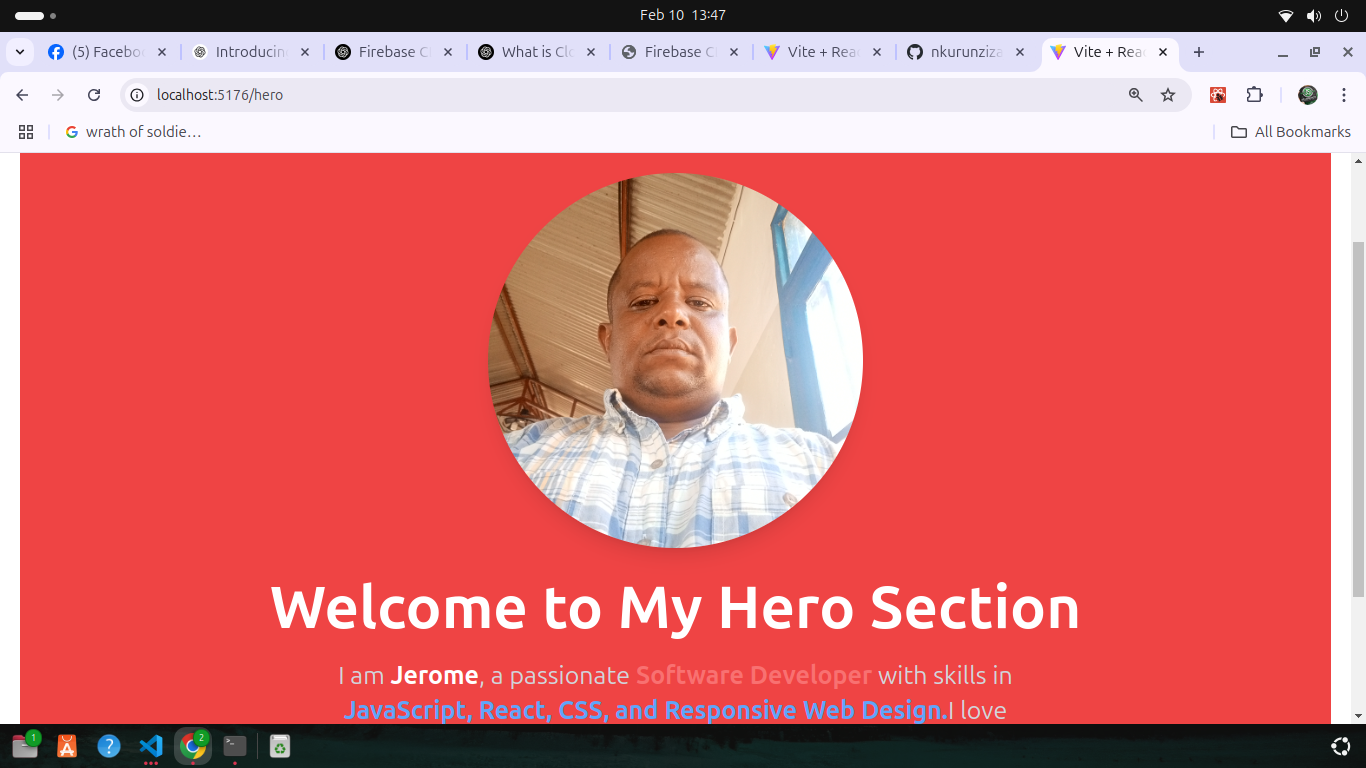 Feb 10 13:47
(5) Facebo
Introducin
Firebase C
What is Clo
Firebase C
Vite + Rea
nkurunziza
Vite + Rea
localhost:5176/hero
wrath of soldie…
All Bookmarks
Welcome to My Hero Section
I am Jerome, a passionate Software Developer with skills in
JavaScript, React, CSS, and Responsive Web Design.I love
1
2